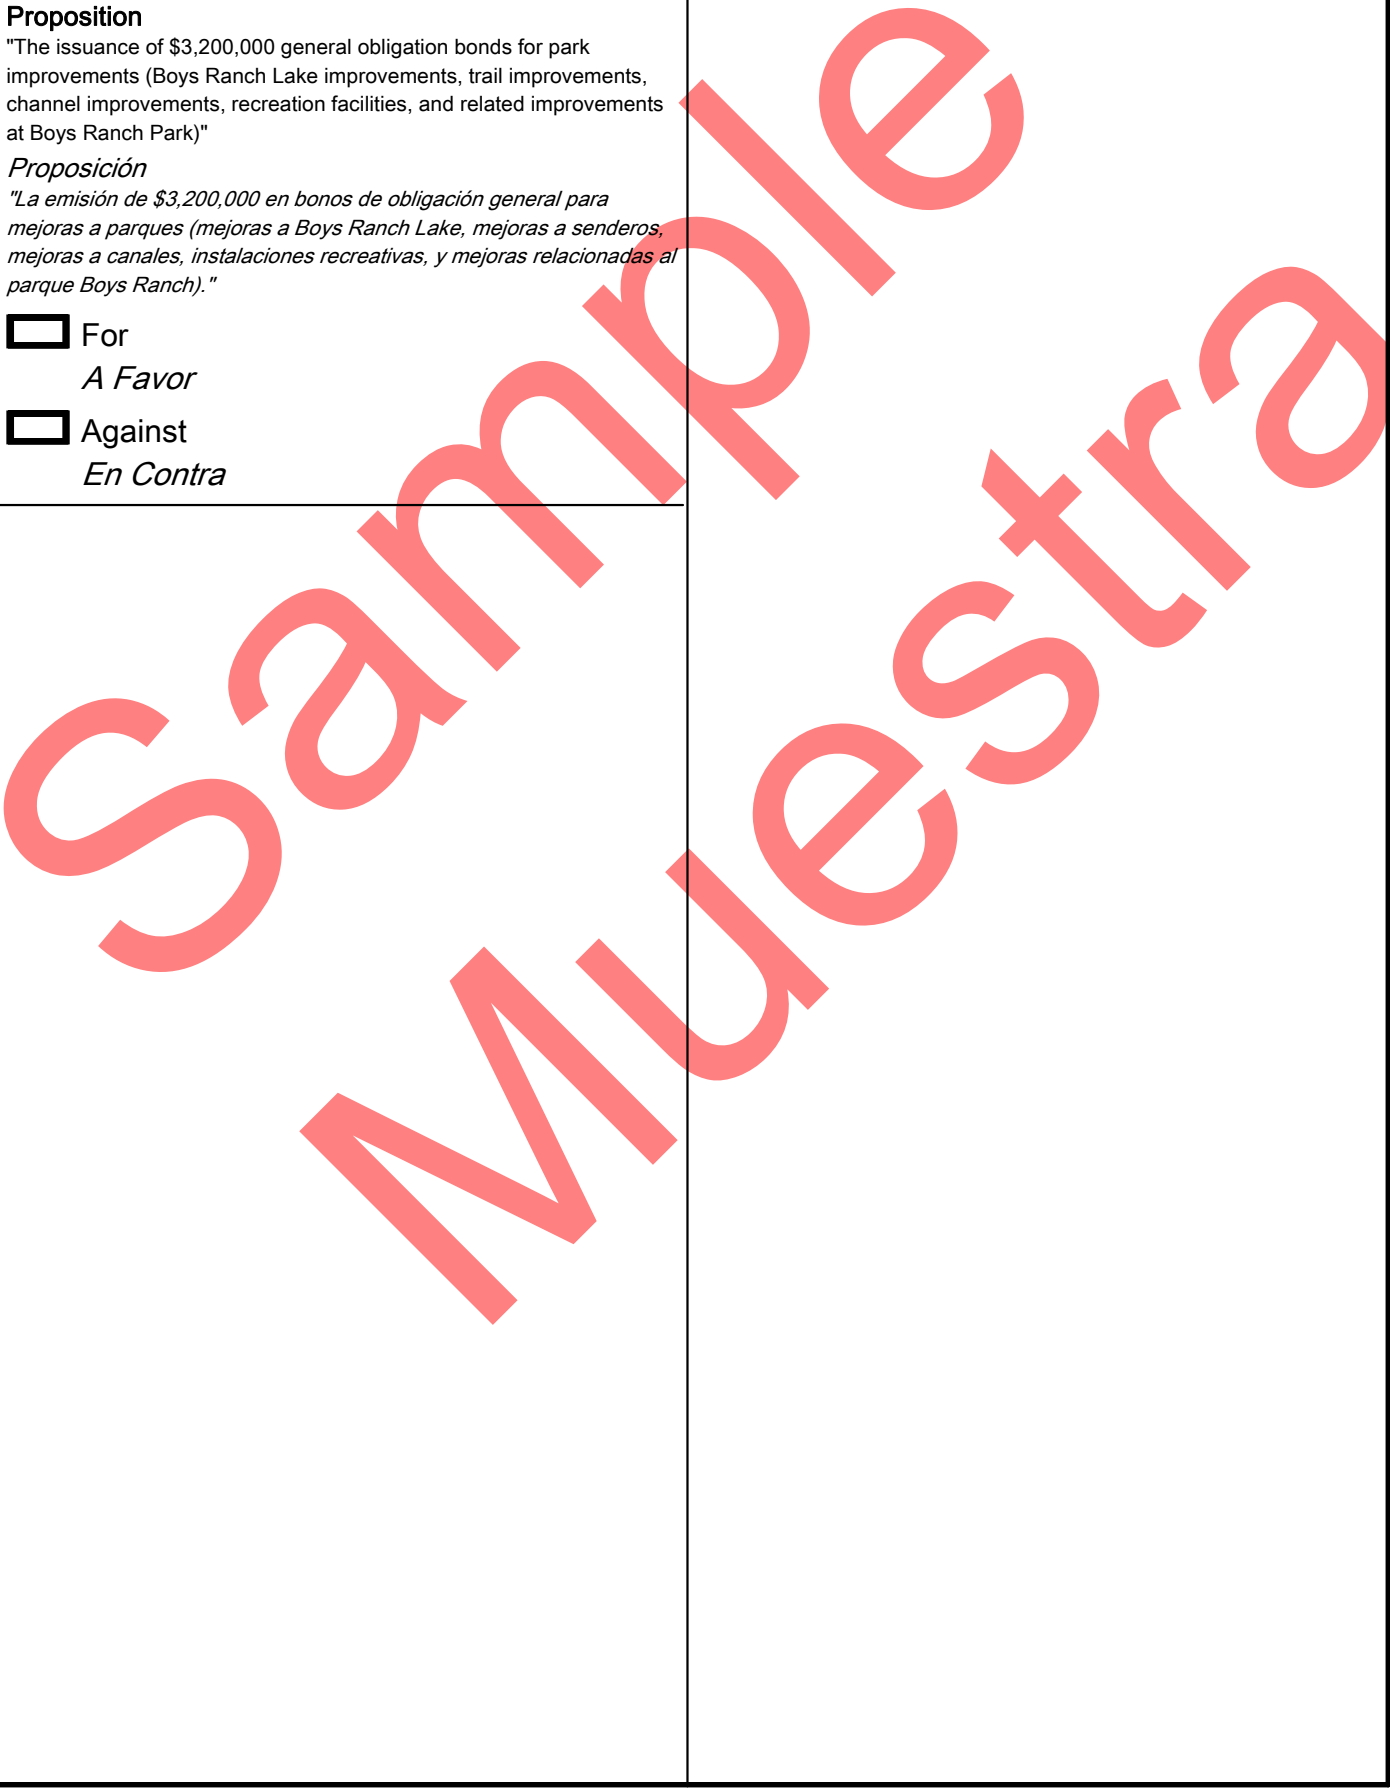 Proposition
"The issuance of $3,200,000 general obligation bonds for park
improvements (Boys Ranch Lake improvements, trail improvements,
channel improvements, recreation facilities, and related improvements
at Boys Ranch Park)"
Proposición
"La emisión de $3,200,000 en bonos de obligación general para
mejoras a parques (mejoras a Boys Ranch Lake, mejoras a senderos,
mejoras a canales, instalaciones recreativas, y mejoras relacionadas al
parque Boys Ranch)."
For
A Favor
Against
En Contra
Sample
Muestra